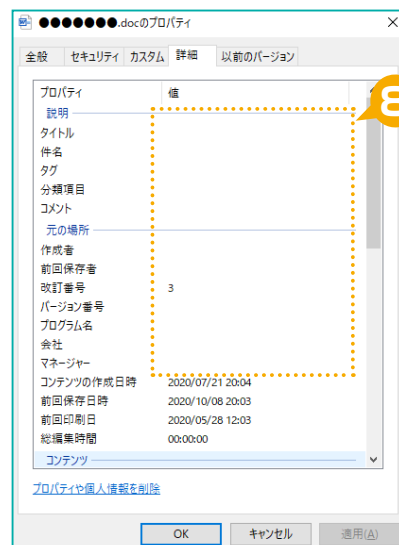 ●●●●●●●.docのプロパティ
全般 セキュリティ カスタム 詳細 以前のバージョン
プロパティ 値
説明
タイトル
件名
タグ
分類項目
コメント
元の場所
作成者
前回保存者
改訂番号 3
バージョン番号
プログラム名
会社
マネージャー
コンテンツの作成日時 2020/07/21 20:04
前回保存日時 2020/10/08 20:03
前回印刷日 2020/05/28 12:03
総編集時間 00:00:00
コンテンツ
プロパティや個人情報を削除
OK キャンセル 適用(A)